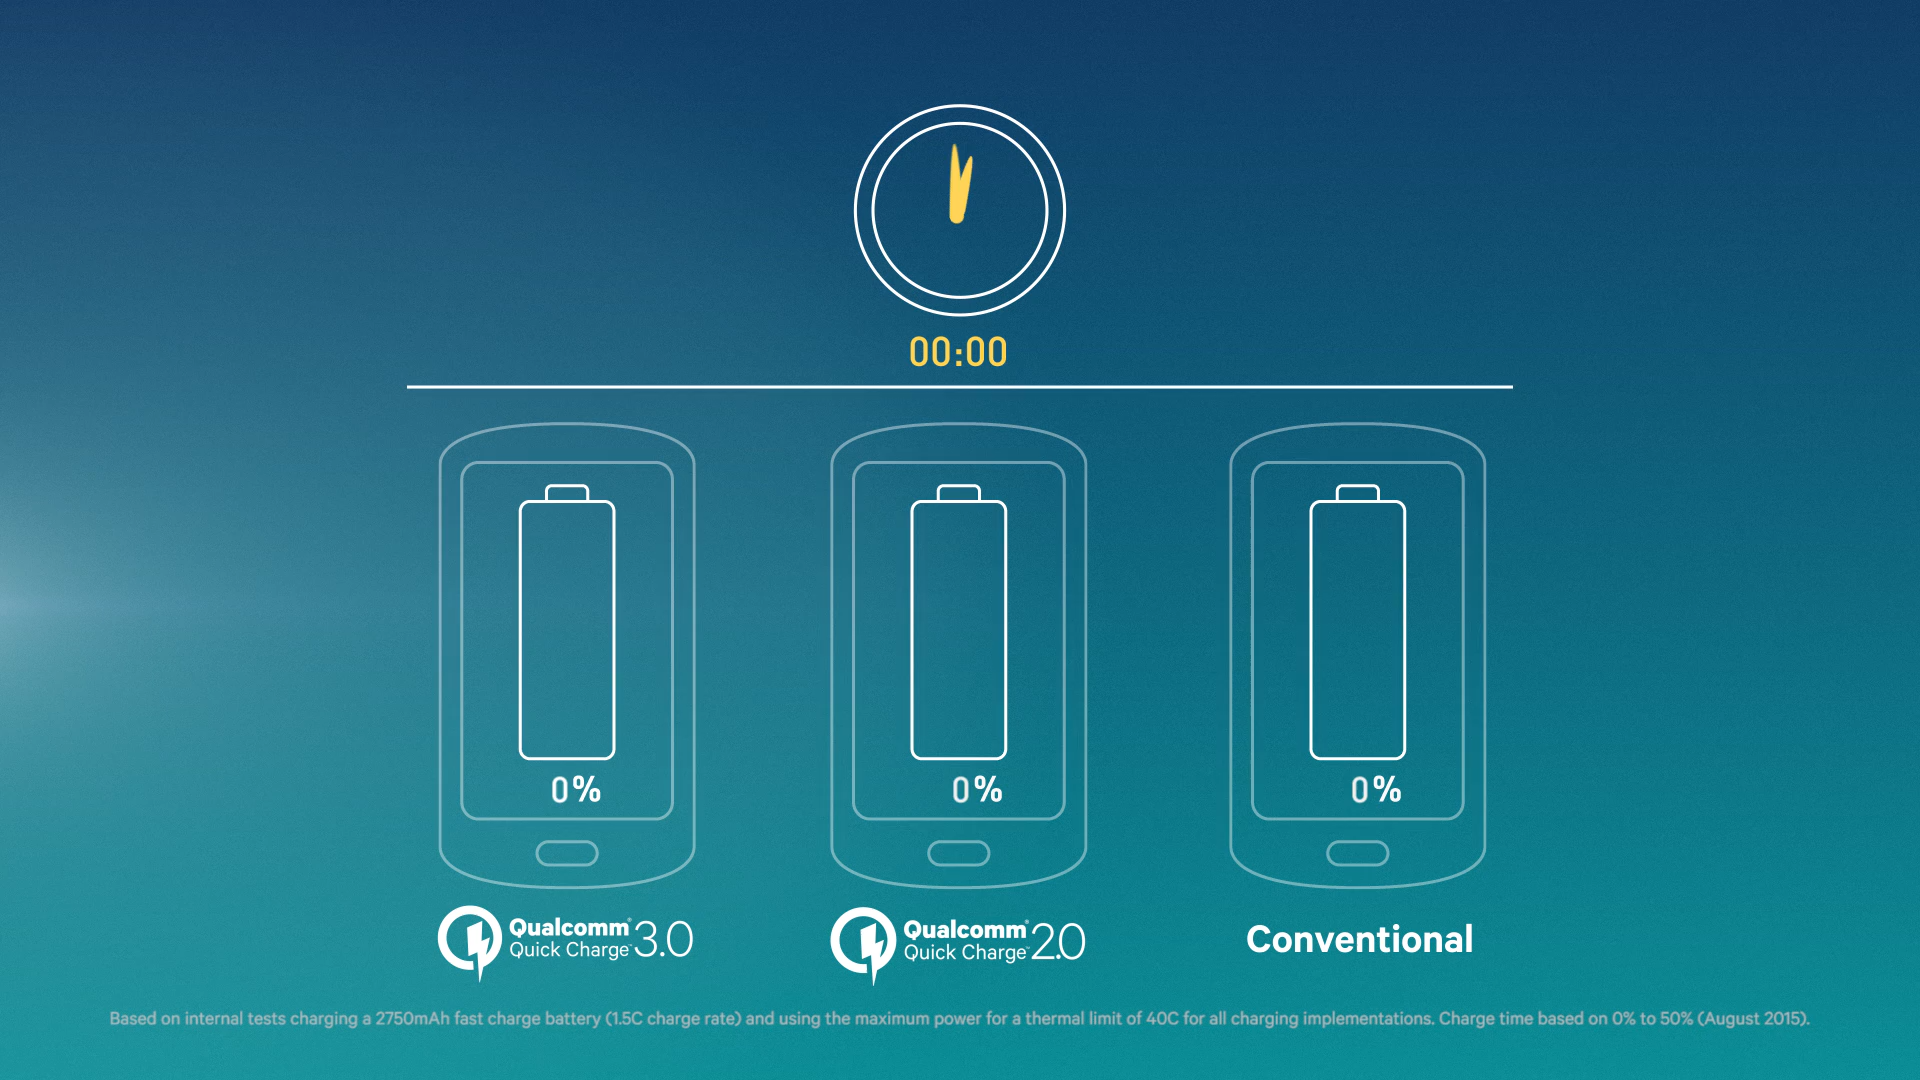 00:00
0%
0%
0%
Qualcomm® 3.0
Quick Charge™
Qualcomm® 2.0
Quick Charge™
Conventional
Based on internal tests charging a 2750mAh fast charge battery (1.5C charge rate) and using the maximum power for a thermal limit of 40C for all charging implementations. Charge time based on 0% to 50% (August 2015).